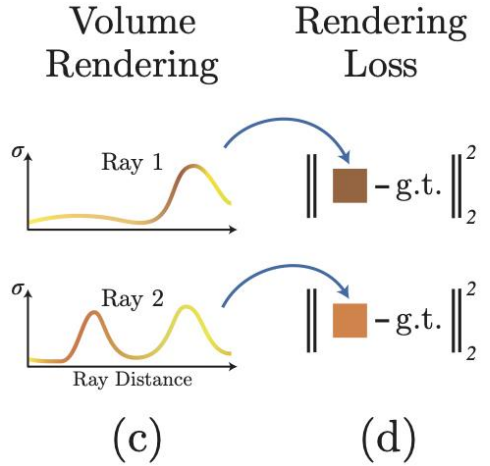 Volume
Rendering
Rendering
Loss
σ
Ray 1
‖ – g.t. ‖ 2 2
σ
Ray 2
‖ – g.t. ‖ 2 2
Ray Distance
(c)
(d)